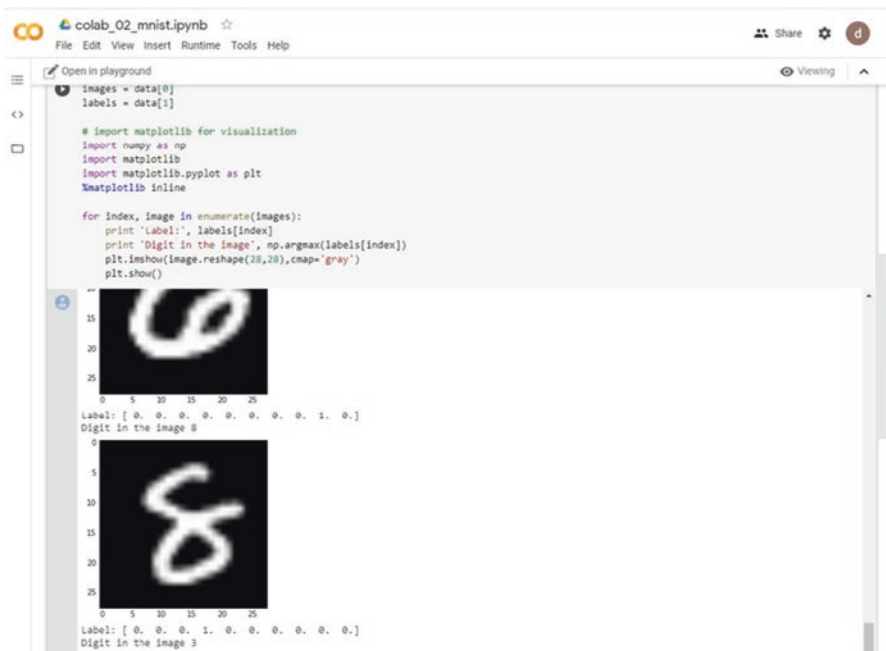 CO
colab_02_mnist.ipynb
File Edit View Insert Runtime Tools Help
Share
d
Open in playground
Viewing
images = data[0]
labels = data[1]
# import matplotlib for visualization
import numpy as np
import matplotlib
import matplotlib.pyplot as plt
%matplotlib inline
for index, image in enumerate(images):
print 'Label:', labels[index]
print 'Digit in the image', np.argmax(labels[index])
plt.imshow(image.reshape(28,28),cmap='gray')
plt.show()
10
15
20
25
0 5 10 15 20 25
Label: [ 0. 0. 0. 0. 0. 0. 0. 0. 1. 0.]
Digit in the image 8
0
5
10
15
20
25
8
0 5 10 15 20 25
Label: [ 0. 0. 0. 1. 0. 0. 0. 0. 0. 0.]
Digit in the image 3